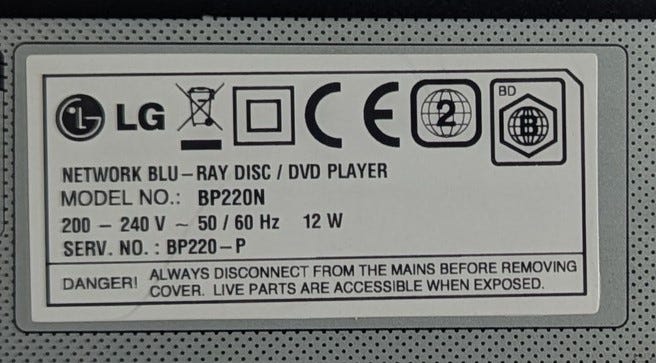 LG CE 2 BD B
NETWORK BLU-RAY DISC / DVD PLAYER
MODEL NO.: BP220N
200 - 240 V ~ 50 / 60 Hz 12 W
SERV. NO. : BP220-P
DANGER! ALWAYS DISCONNECT FROM THE MAINS BEFORE REMOVING
COVER. LIVE PARTS ARE ACCESSIBLE WHEN EXPOSED.